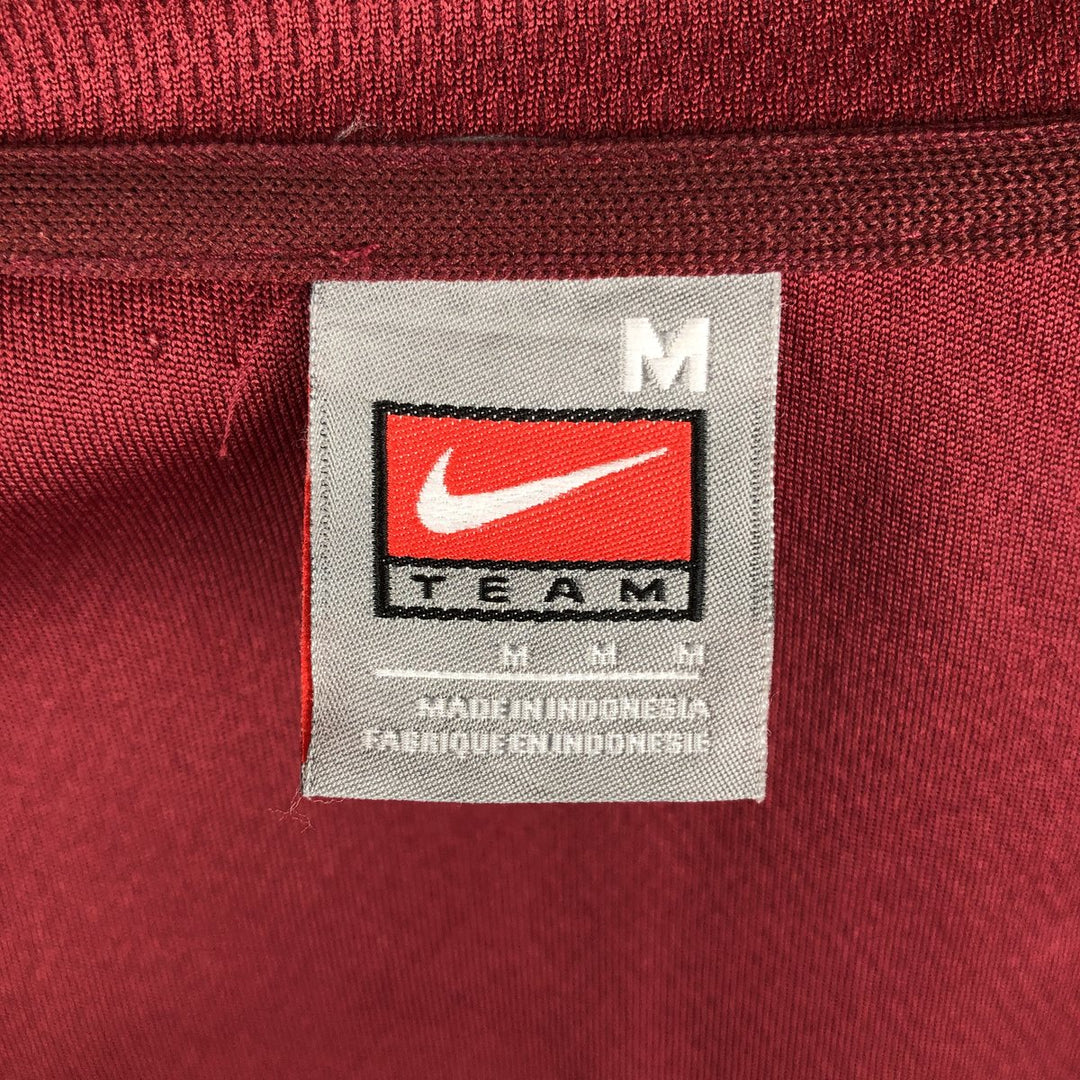 M
TEAM
M M M
MADE IN INDONESIA
FABRIQUE EN INDONESIE